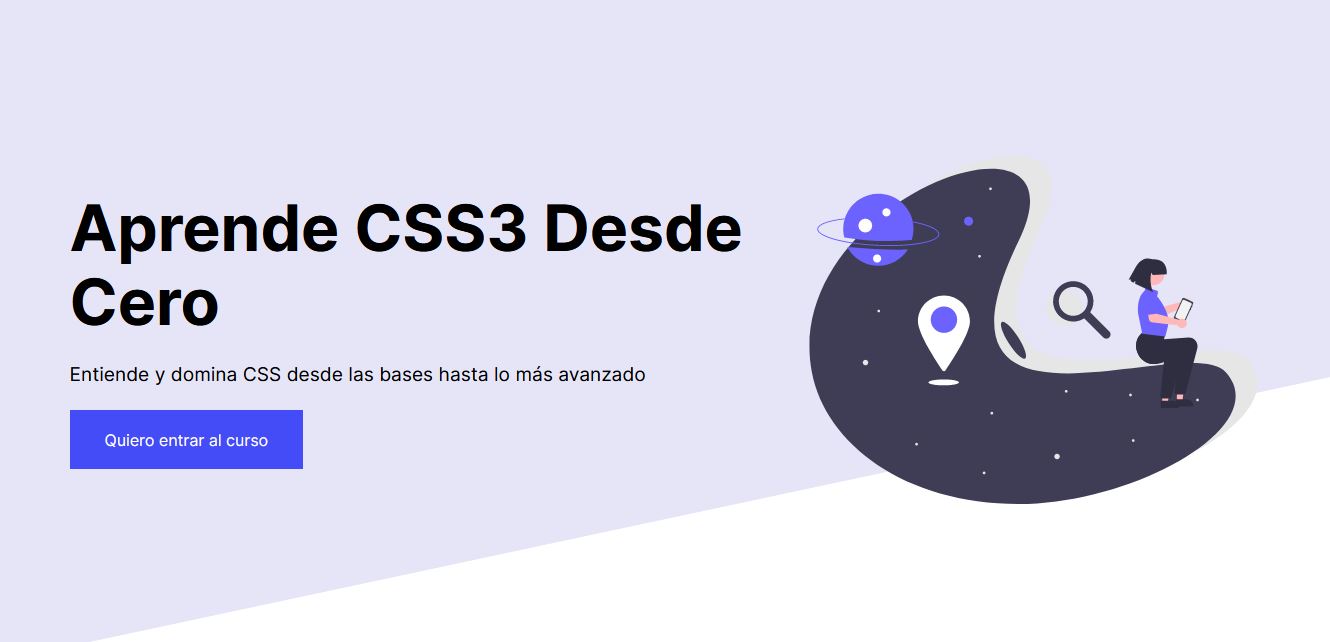 Aprende CSS3 Desde
Cero
Entiende y domina CSS desde las bases hasta lo más avanzado
Quiero entrar al curso